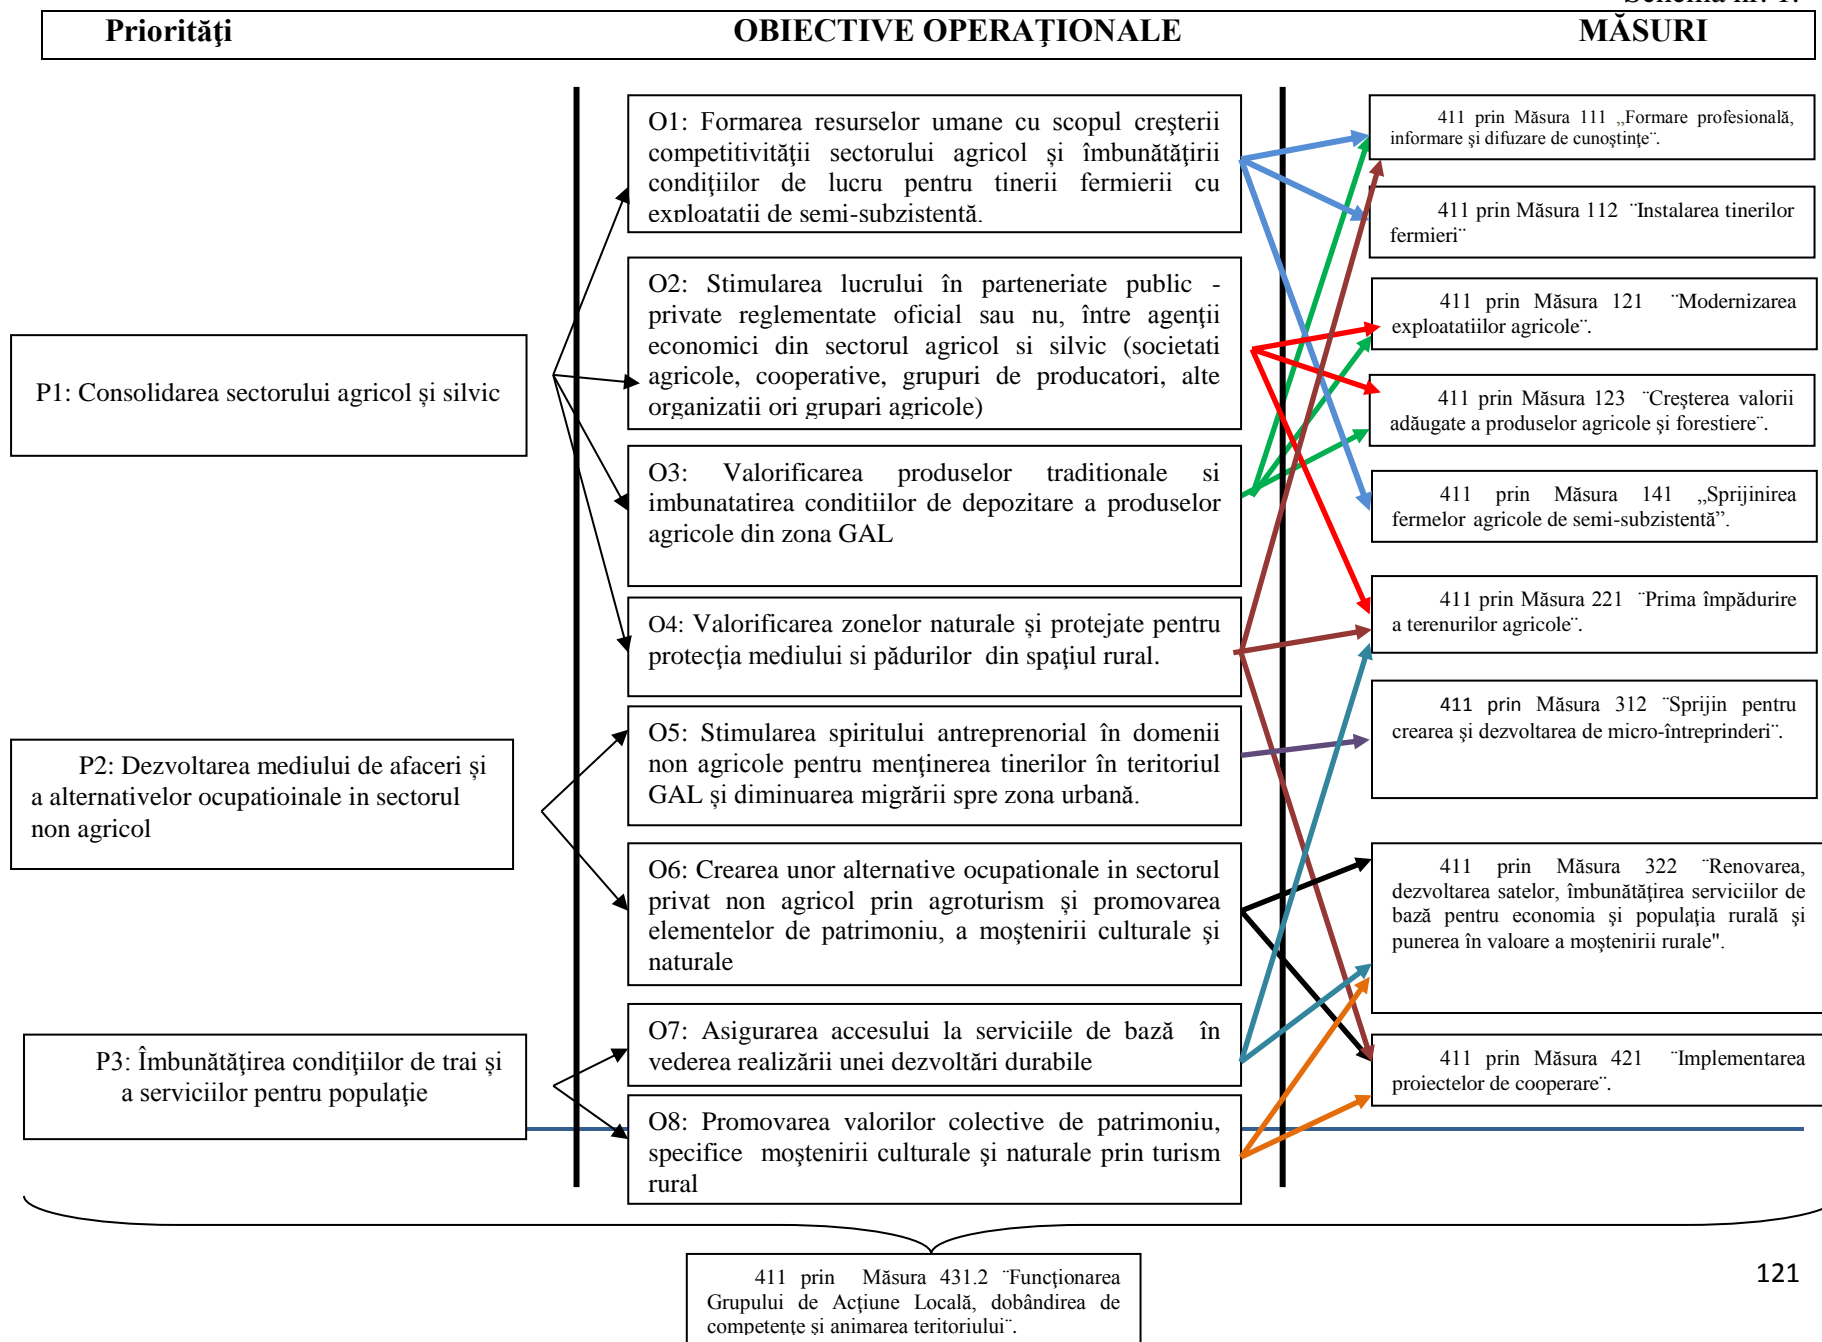 Schema nr. 1.
Priorităţi OBIECTIVE OPERAŢIONALE MĂSURI
P1: Consolidarea sectorului agricol și silvic
P2: Dezvoltarea mediului de afaceri și
a alternativelor ocupatioinale in sectorul
non agricol
P3: Îmbunătăţirea condiţiilor de trai și
a serviciilor pentru populaţie
O1: Formarea resurselor umane cu scopul creşterii
competitivităţii sectorului agricol și îmbunătăţirii
condiţiilor de lucru pentru tinerii fermierii cu
exploatatii de semi-subzistentă.
O2: Stimularea lucrului în parteneriate public -
private reglementate oficial sau nu, între agenţii
economici din sectorul agricol si silvic (societati
agricole, cooperative, grupuri de producatori, alte
organizatii ori grupari agricole)
O3: Valorificarea produselor traditionale si
imbunatatirea conditiilor de depozitare a produselor
agricole din zona GAL
O4: Valorificarea zonelor naturale și protejate pentru
protecția mediului si pădurilor din spaţiul rural.
O5: Stimularea spiritului antreprenorial în domenii
non agricole pentru menţinerea tinerilor în teritoriul
GAL și diminuarea migrării spre zona urbană.
O6: Crearea unor alternative ocupationale in sectorul
privat non agricol prin agroturism și promovarea
elementelor de patrimoniu, a moştenirii culturale şi
naturale
O7: Asigurarea accesului la serviciile de bază în
vederea realizării unei dezvoltări durabile
O8: Promovarea valorilor colective de patrimoniu,
specifice moştenirii culturale şi naturale prin turism
rural
411 prin Măsura 111 „Formare profesională,
informare şi difuzare de cunoştinţe¨.
411 prin Măsura 112 ¨Instalarea tinerilor
fermieri¨
411 prin Măsura 121 ¨Modernizarea
exploatatiilor agricole¨.
411 prin Măsura 123 ¨Creşterea valorii
adăugate a produselor agricole şi forestiere¨.
411 prin Măsura 141 „Sprijinirea
fermelor agricole de semi-subzistentă”.
411 prin Măsura 221 ¨Prima împădurire
a terenurilor agricole¨.
411 prin Măsura 312 ¨Sprijin pentru
crearea şi dezvoltarea de micro-întreprinderi¨.
411 prin Măsura 322 ¨Renovarea,
dezvoltarea satelor, îmbunătăţirea serviciilor de
bază pentru economia şi populaţia rurală şi
punerea în valoare a moştenirii rurale".
411 prin Măsura 421 ¨Implementarea
proiectelor de cooperare¨.
411 prin Măsura 431.2 ¨Funcţionarea
Grupului de Acţiune Locală, dobândirea de
competenţe şi animarea teritoriului¨.
121